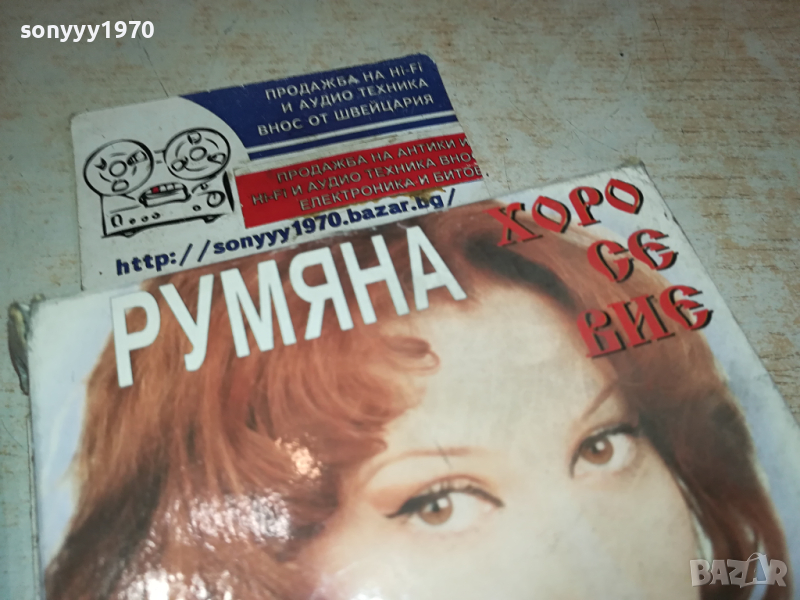 sonyyy1970
ПРОДАЖБА НА Hi-Fi
И АУДИО ТЕХНИКА
ВНОС ОТ ШВЕЙЦАРИЯ
ПРОДАЖБА НА АНТИКИ И
Hi-Fi И АУДИО ТЕХНИКА ВНОС
ЕЛЕКТРОНИКА И БИТОВ
http://sonyyy1970.bazar.bg/
РУМЯНА
ХОРО
СЕ
ВИЕ
BAZAR